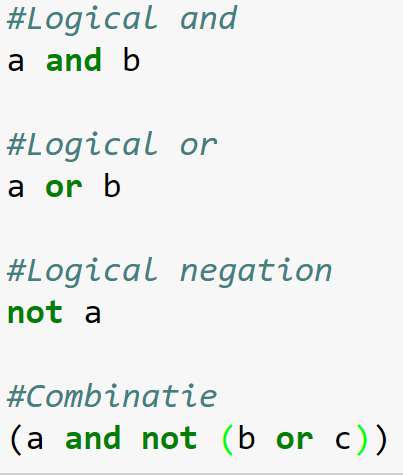 #Logical and
a and b
#Logical or
a or b
#Logical negation
not a
#Combinatie
(a and not (b or c))